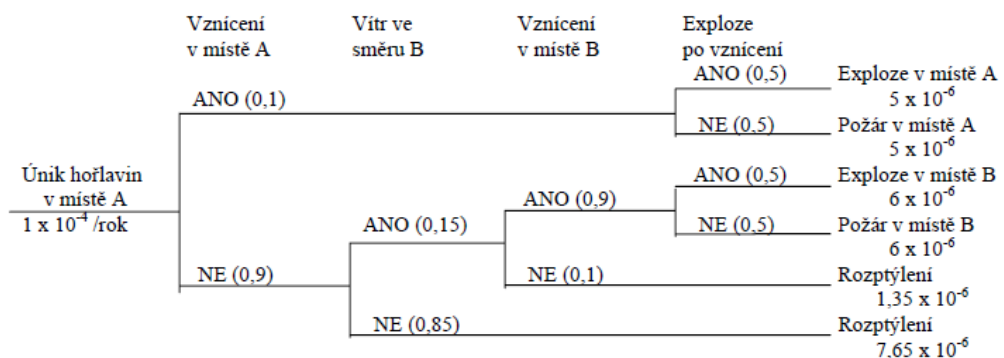 Vznícení
v místě A
Vítr ve
směru B
Vznícení
v místě B
Exploze
po vznícení
ANO (0,5)
Exploze v místě A
5 x 10⁻⁶
ANO (0,1)
NE (0,5)
Požár v místě A
5 x 10⁻⁶
Únik hořlavin
v místě A
1 x 10⁻⁴ /rok
ANO (0,5)
Exploze v místě B
6 x 10⁻⁶
ANO (0,9)
ANO (0,15)
NE (0,5)
Požár v místě B
6 x 10⁻⁶
NE (0,9)
NE (0,1)
Rozptýlení
1,35 x 10⁻⁶
NE (0,85)
Rozptýlení
7,65 x 10⁻⁶